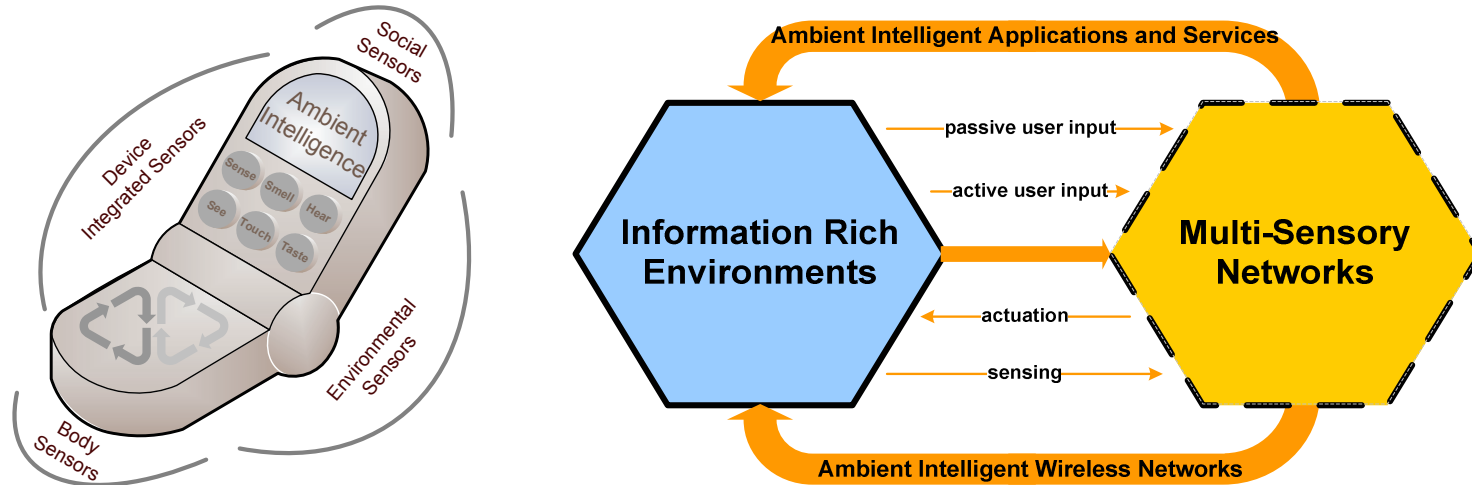 Social
Sensors
Device
Integrated Sensors
Ambient
Intelligence
Sense
Smell
Hear
See
Touch
Taste
Environmental
Sensors
Body
Sensors
Ambient Intelligent Applications and Services
passive user input
active user input
Information Rich
Environments
Multi-Sensory
Networks
actuation
sensing
Ambient Intelligent Wireless Networks